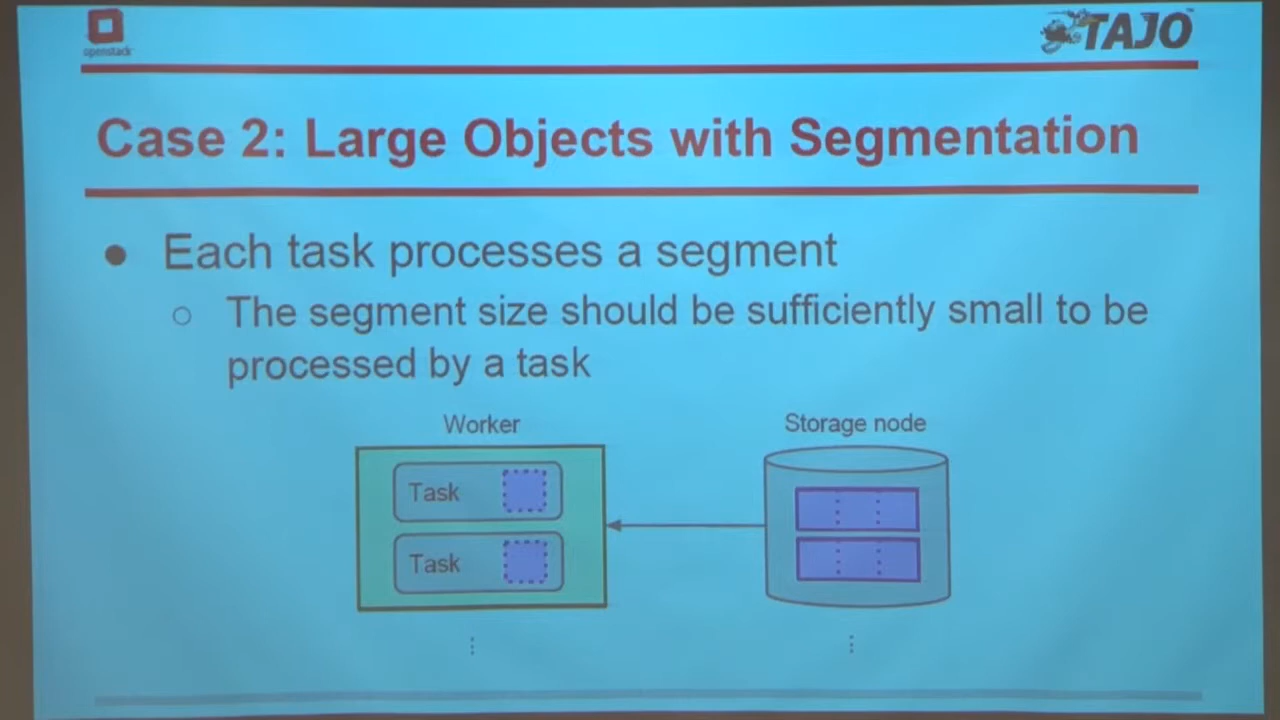 openstack
TAJO
Case 2: Large Objects with Segmentation
● Each task processes a segment
○ The segment size should be sufficiently small to be
processed by a task
Worker
Storage node
Task
Task